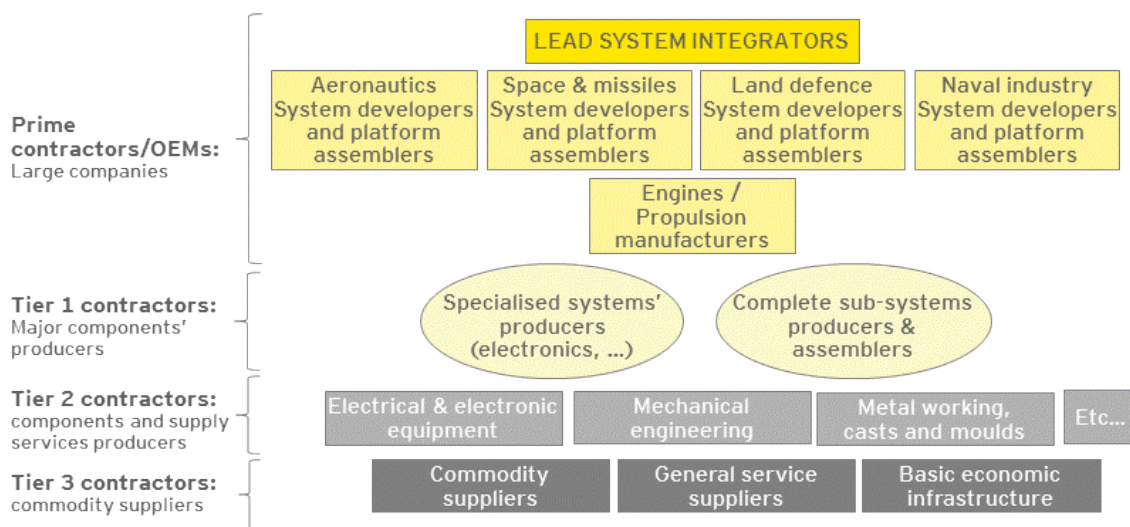 LEAD SYSTEM INTEGRATORS
Aeronautics
System developers
and platform
assemblers
Space & missiles
System developers
and platform
assemblers
Land defence
System developers
and platform
assemblers
Naval industry
System developers
and platform
assemblers
Prime
contractors/OEMs:
Large companies
Engines /
Propulsion
manufacturers
Tier 1 contractors:
Major components'
producers
Specialised systems'
producers
(electronics, ...)
Complete sub-systems
producers &
assemblers
Tier 2 contractors:
components and supply
services producers
Electrical & electronic
equipment
Mechanical
engineering
Metal working,
casts and moulds
Etc...
Tier 3 contractors:
commodity suppliers
Commodity
suppliers
General service
suppliers
Basic economic
infrastructure